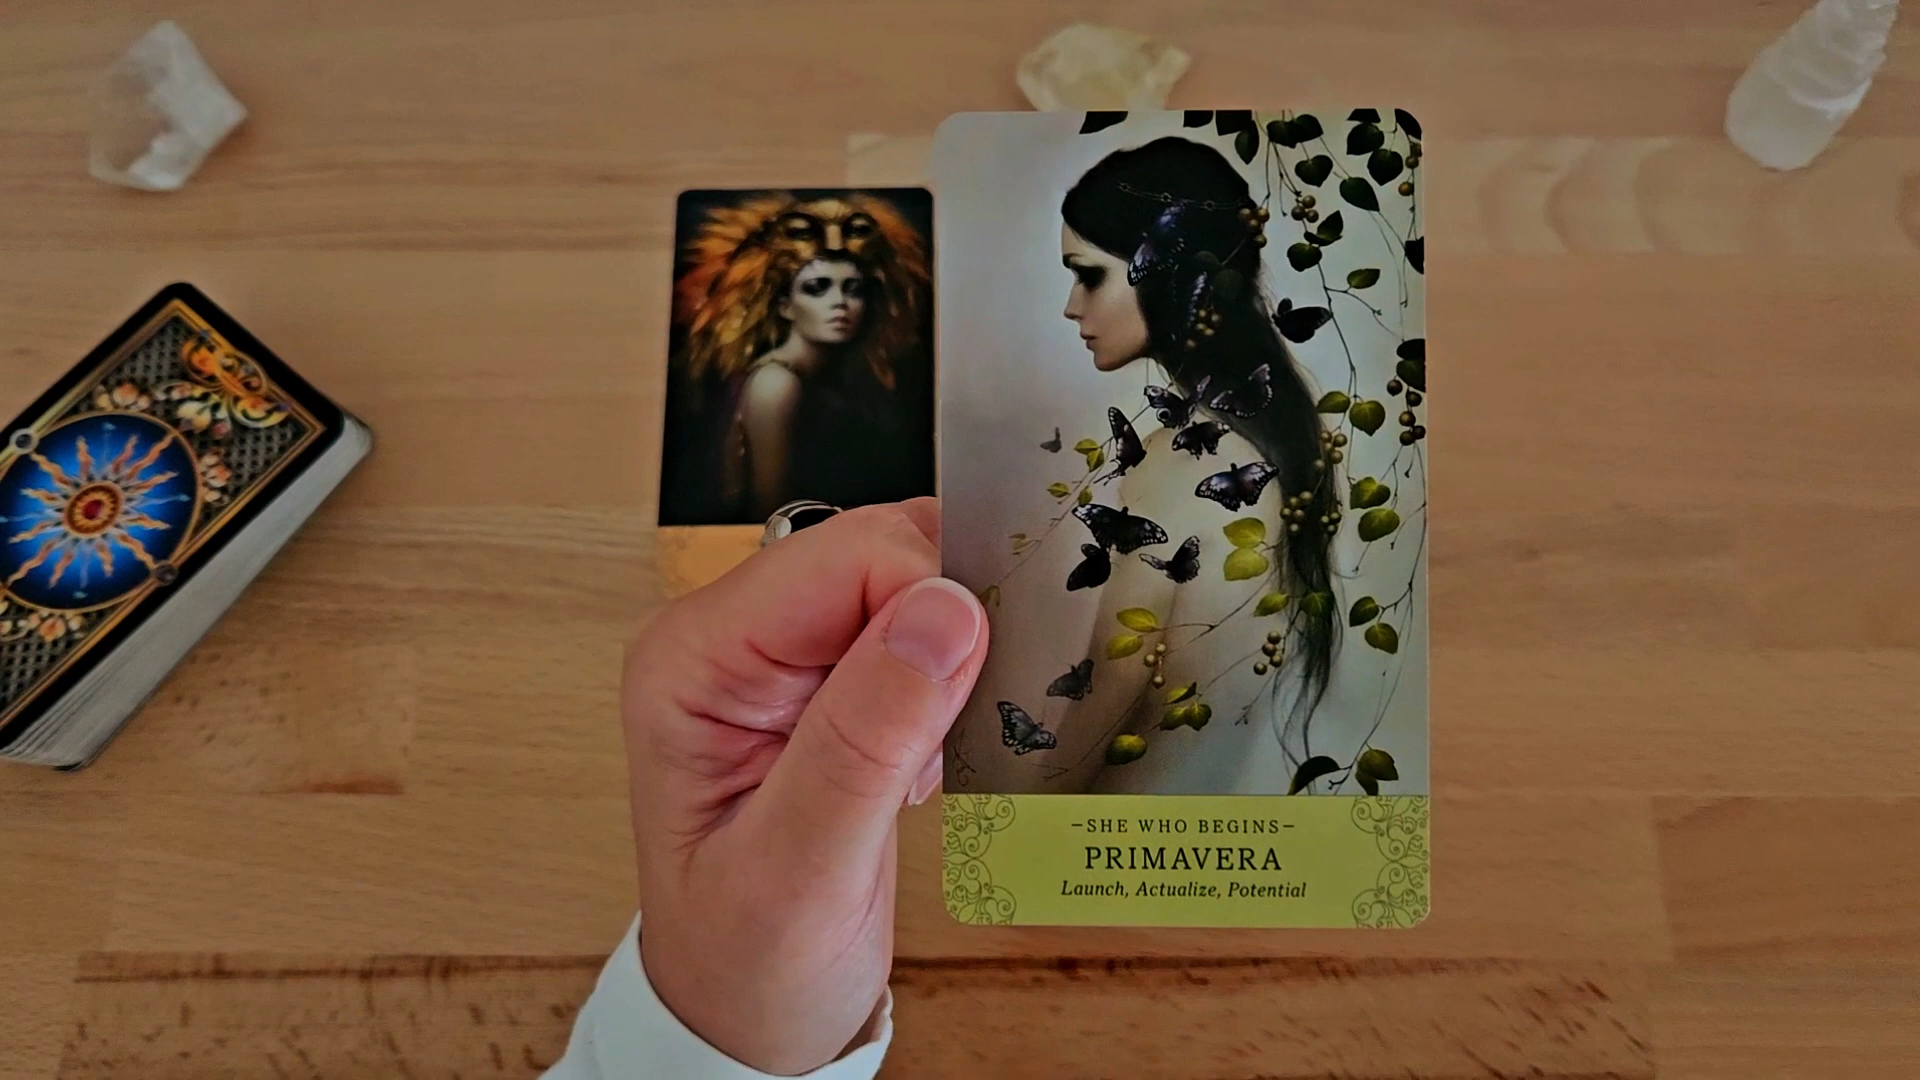 –SHE WHO BEGINS–
PRIMAVERA
Launch, Actualize, Potential